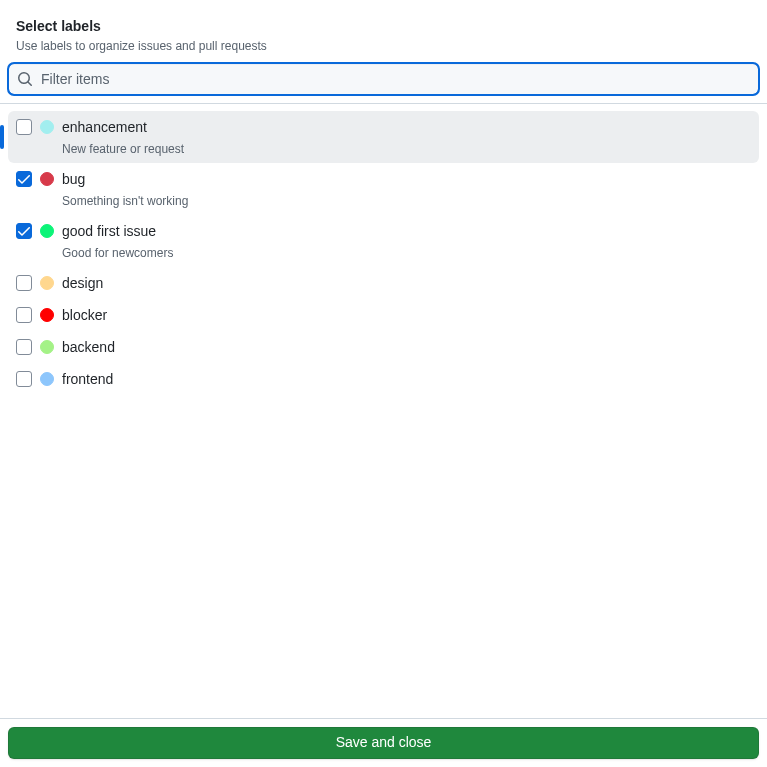 Select labels
Use labels to organize issues and pull requests
Filter items
enhancement
New feature or request
bug
Something isn't working
good first issue
Good for newcomers
design
blocker
backend
frontend
Save and close